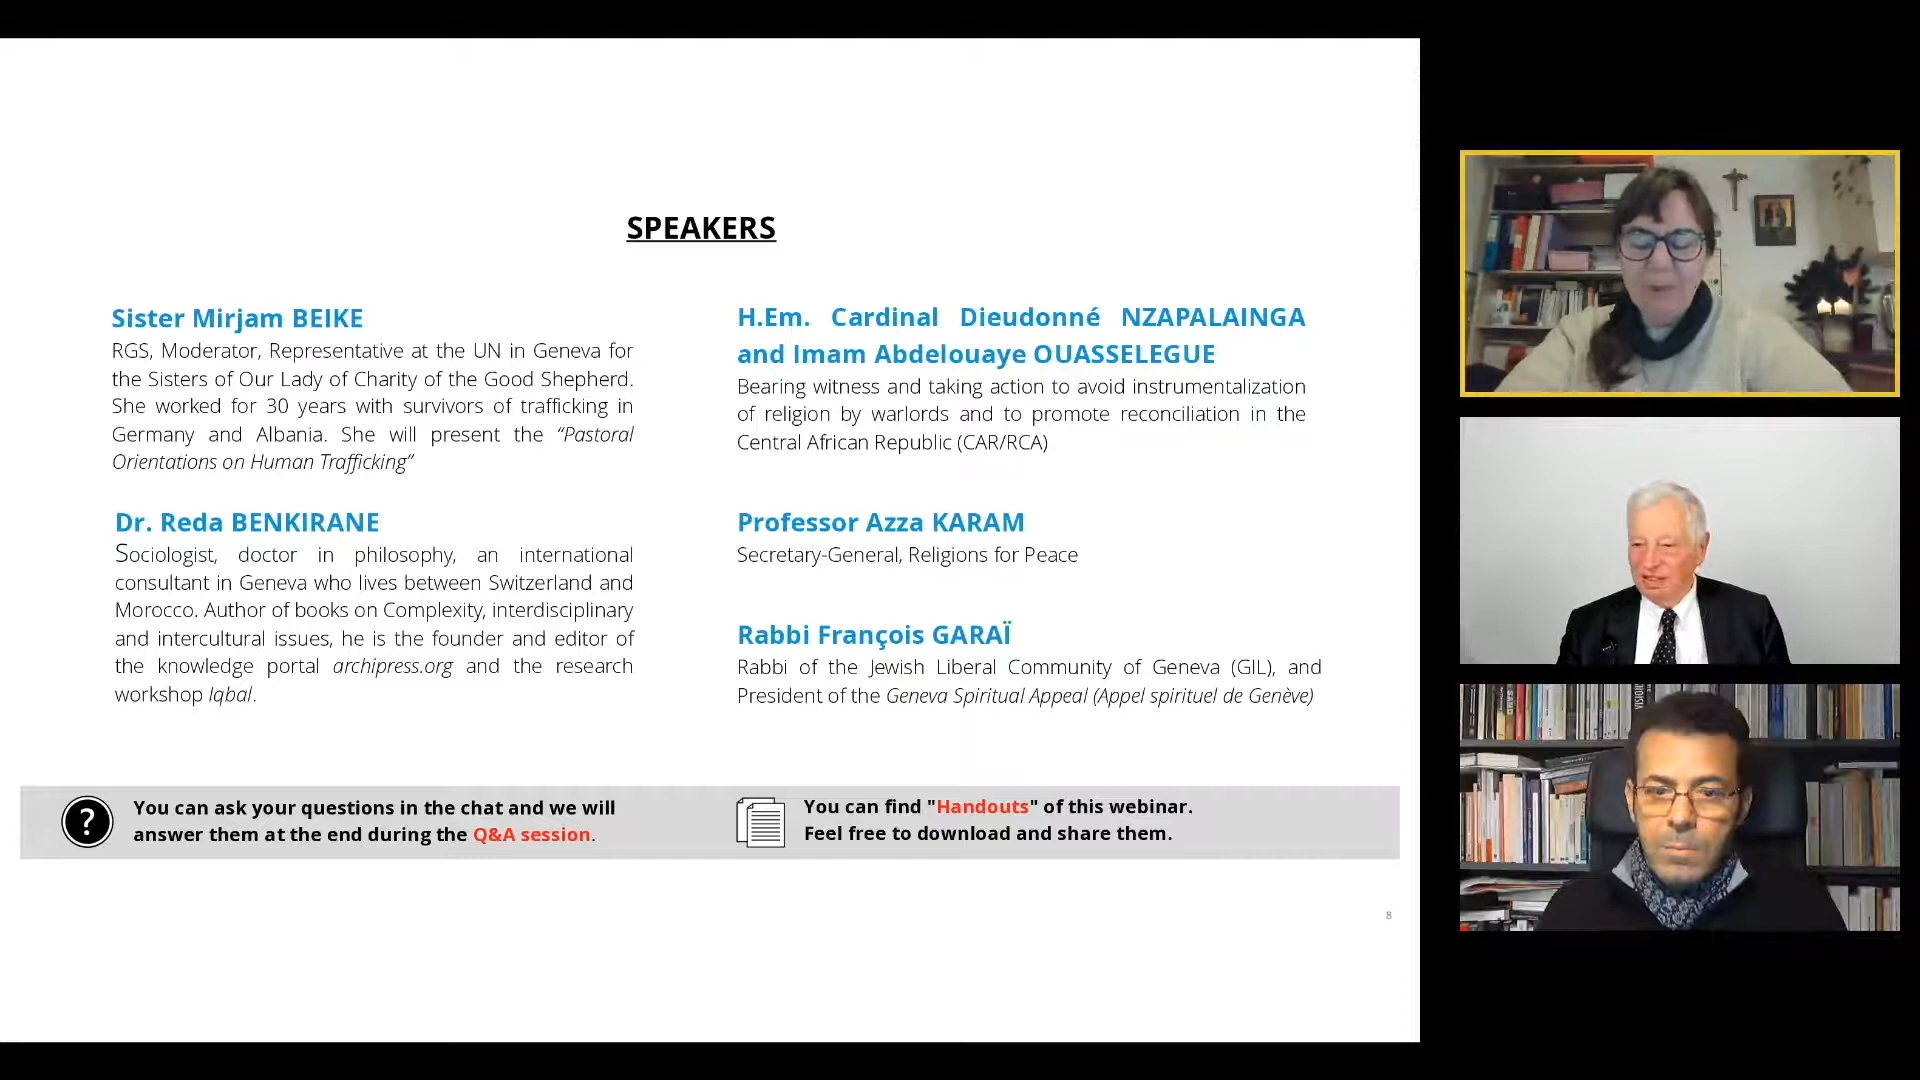 SPEAKERS
Sister Mirjam BEIKE
RGS, Moderator, Representative at the UN in Geneva for
the Sisters of Our Lady of Charity of the Good Shepherd.
She worked for 30 years with survivors of trafficking in
Germany and Albania. She will present the “Pastoral
Orientations on Human Trafficking”
Dr. Reda BENKIRANE
Sociologist, doctor in philosophy, an international
consultant in Geneva who lives between Switzerland and
Morocco. Author of books on Complexity, interdisciplinary
and intercultural issues, he is the founder and editor of
the knowledge portal archipress.org and the research
workshop Iqbal.
H.Em. Cardinal Dieudonné NZAPALAINGA
and Imam Abdelouaye OUASSELEGUE
Bearing witness and taking action to avoid instrumentalization
of religion by warlords and to promote reconciliation in the
Central African Republic (CAR/RCA)
Professor Azza KARAM
Secretary-General, Religions for Peace
Rabbi François GARAÏ
Rabbi of the Jewish Liberal Community of Geneva (GIL), and
President of the Geneva Spiritual Appeal (Appel spirituel de Genève)
?
You can ask your questions in the chat and we will
answer them at the end during the Q&A session.
You can find "Handouts" of this webinar.
Feel free to download and share them.
8